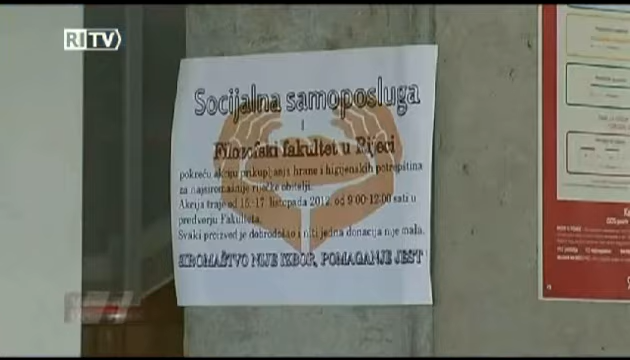 RI TV
Socijalna samoposluga
i
Filozofski fakultet u Rijeci
pokreću akciju prikupljanja hrane i higijenskih potrepština
za najsiromašnije riječke obitelji.
Akcija traje od 15.-17. listopada 2012. od 9:00-12:00 sati u
predvorju Fakulteta.
Svaki proizvod je dobrodošao i niti jedna donacija nije mala.
SIROMAŠTVO NIJE IZBOR, POMAGANJE JEST